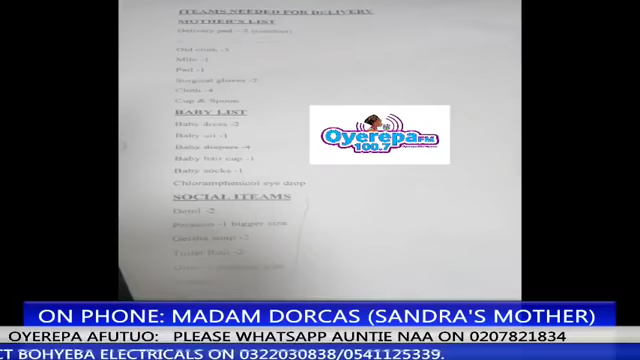 ITEAMS NEEDED FOR DELIVERY
MOTHER'S LIST
Delivery pad – 2
Old cloth -3
Milo -1
Pad -1
Surgical gloves -2
Cloth -4
Cup & Spoon
BABY LIST
Baby dress -2
Baby oil -1
Baby diapers -4
Baby hair cup -1
Baby socks -1
Chloramphenicol eye drop
SOCIAL ITEAMS
Dettol -2
-1 bigger size
Geisha soap -2
Toilet Roll -2
Oyerepa FM
100.7
ON PHONE: MADAM DORCAS (SANDRA'S MOTHER)
OYEREPA AFUTUO: PLEASE WHATSAPP AUNTIE NAA ON 0207821834
CT BOHYEBA ELECTRICALS ON 0322030838/0541125339.